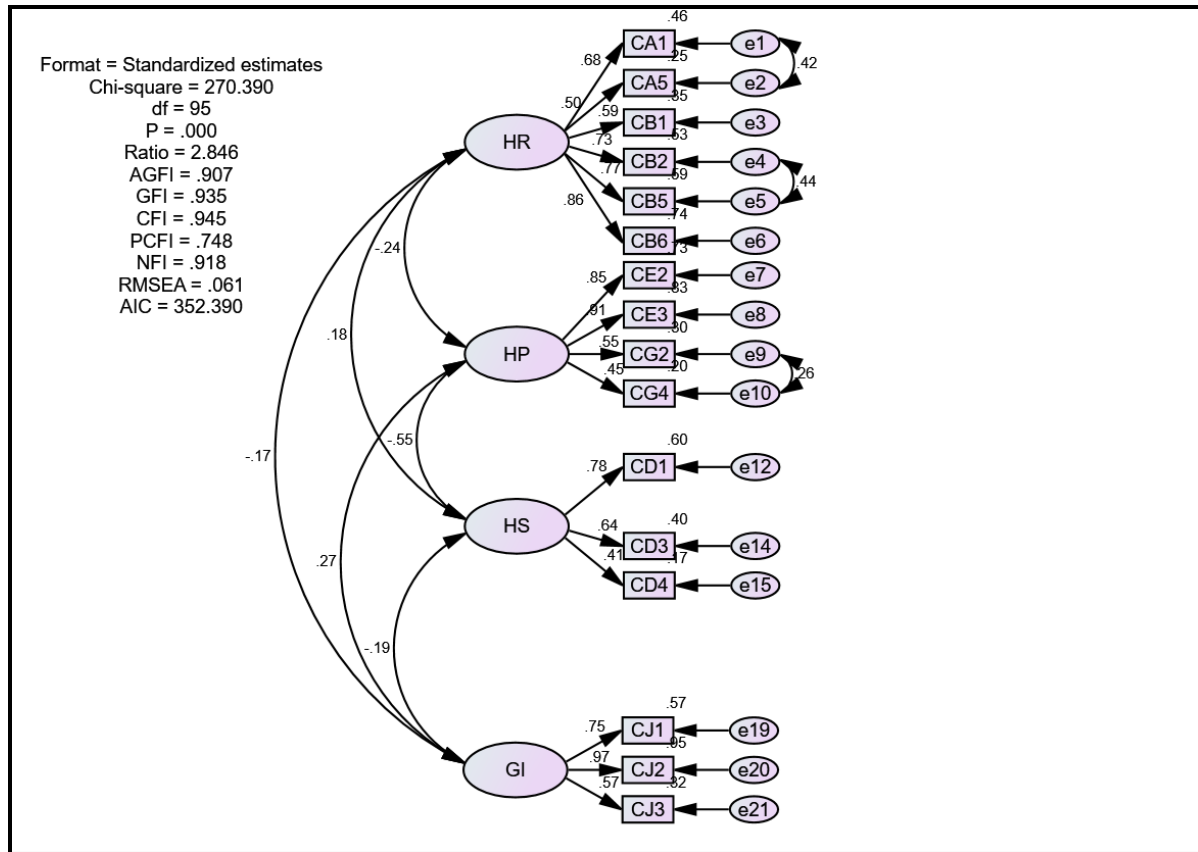 Format = Standardized estimates
Chi-square = 270.390
df = 95
P = .000
Ratio = 2.846
AGFI = .907
GFI = .935
CFI = .945
PCFI = .748
NFI = .918
RMSEA = .061
AIC = 352.390
HR
HP
HS
GI
-.24
.18
-.17
-.55
.27
-.19
.68
.50
.59
.73
.77
.86
.85
.91
.55
.45
.78
.64
.41
.75
.97
.57
.46
CA1
e1
.25
CA5
e2
.42
.35
CB1
e3
.53
CB2
e4
.59
CB5
e5
.44
.74
CB6
e6
.73
CE2
e7
.83
CE3
e8
.30
CG2
e9
.20
CG4
e10
.26
.60
CD1
e12
.40
CD3
e14
.17
CD4
e15
.57
CJ1
e19
.95
CJ2
e20
.32
CJ3
e21